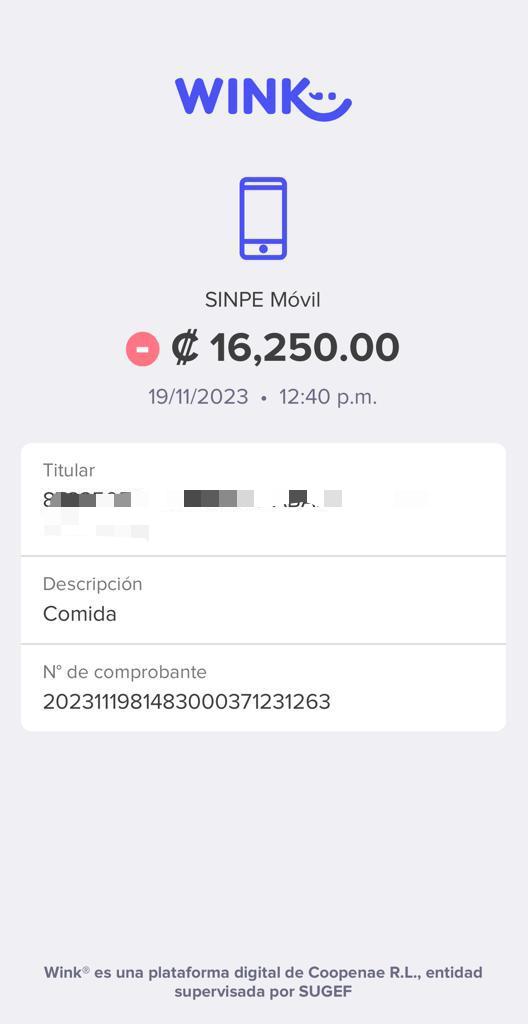 WINK
SINPE Móvil
₡ 16,250.00
19/11/2023 • 12:40 p.m.
Titular
Descripción
Comida
N° de comprobante
2023111981483000371231263
Wink® es una plataforma digital de Coopenae R.L., entidad
supervisada por SUGEF